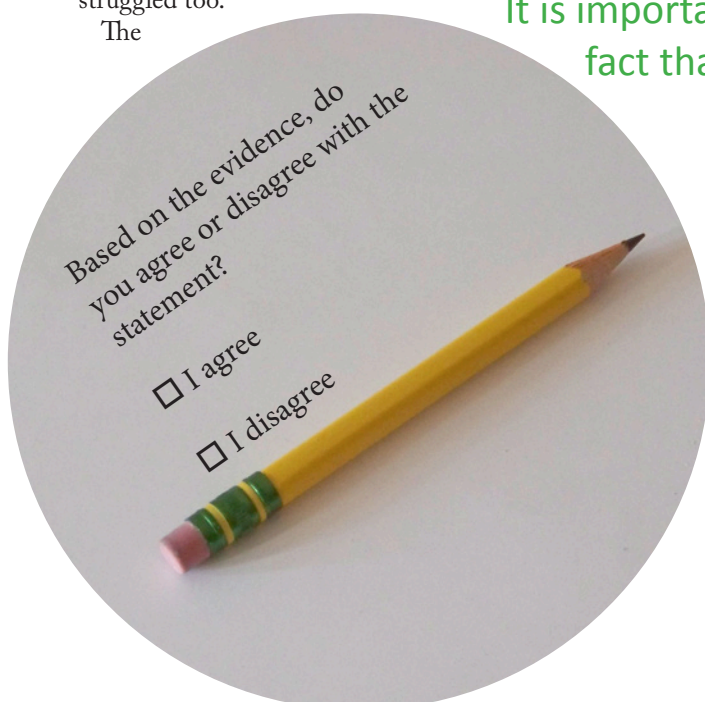 struggled too.
The
It is importa
fact tha
Based on the evidence, do
you agree or disagree with the
statement?
☐ I agree
☐ I disagree